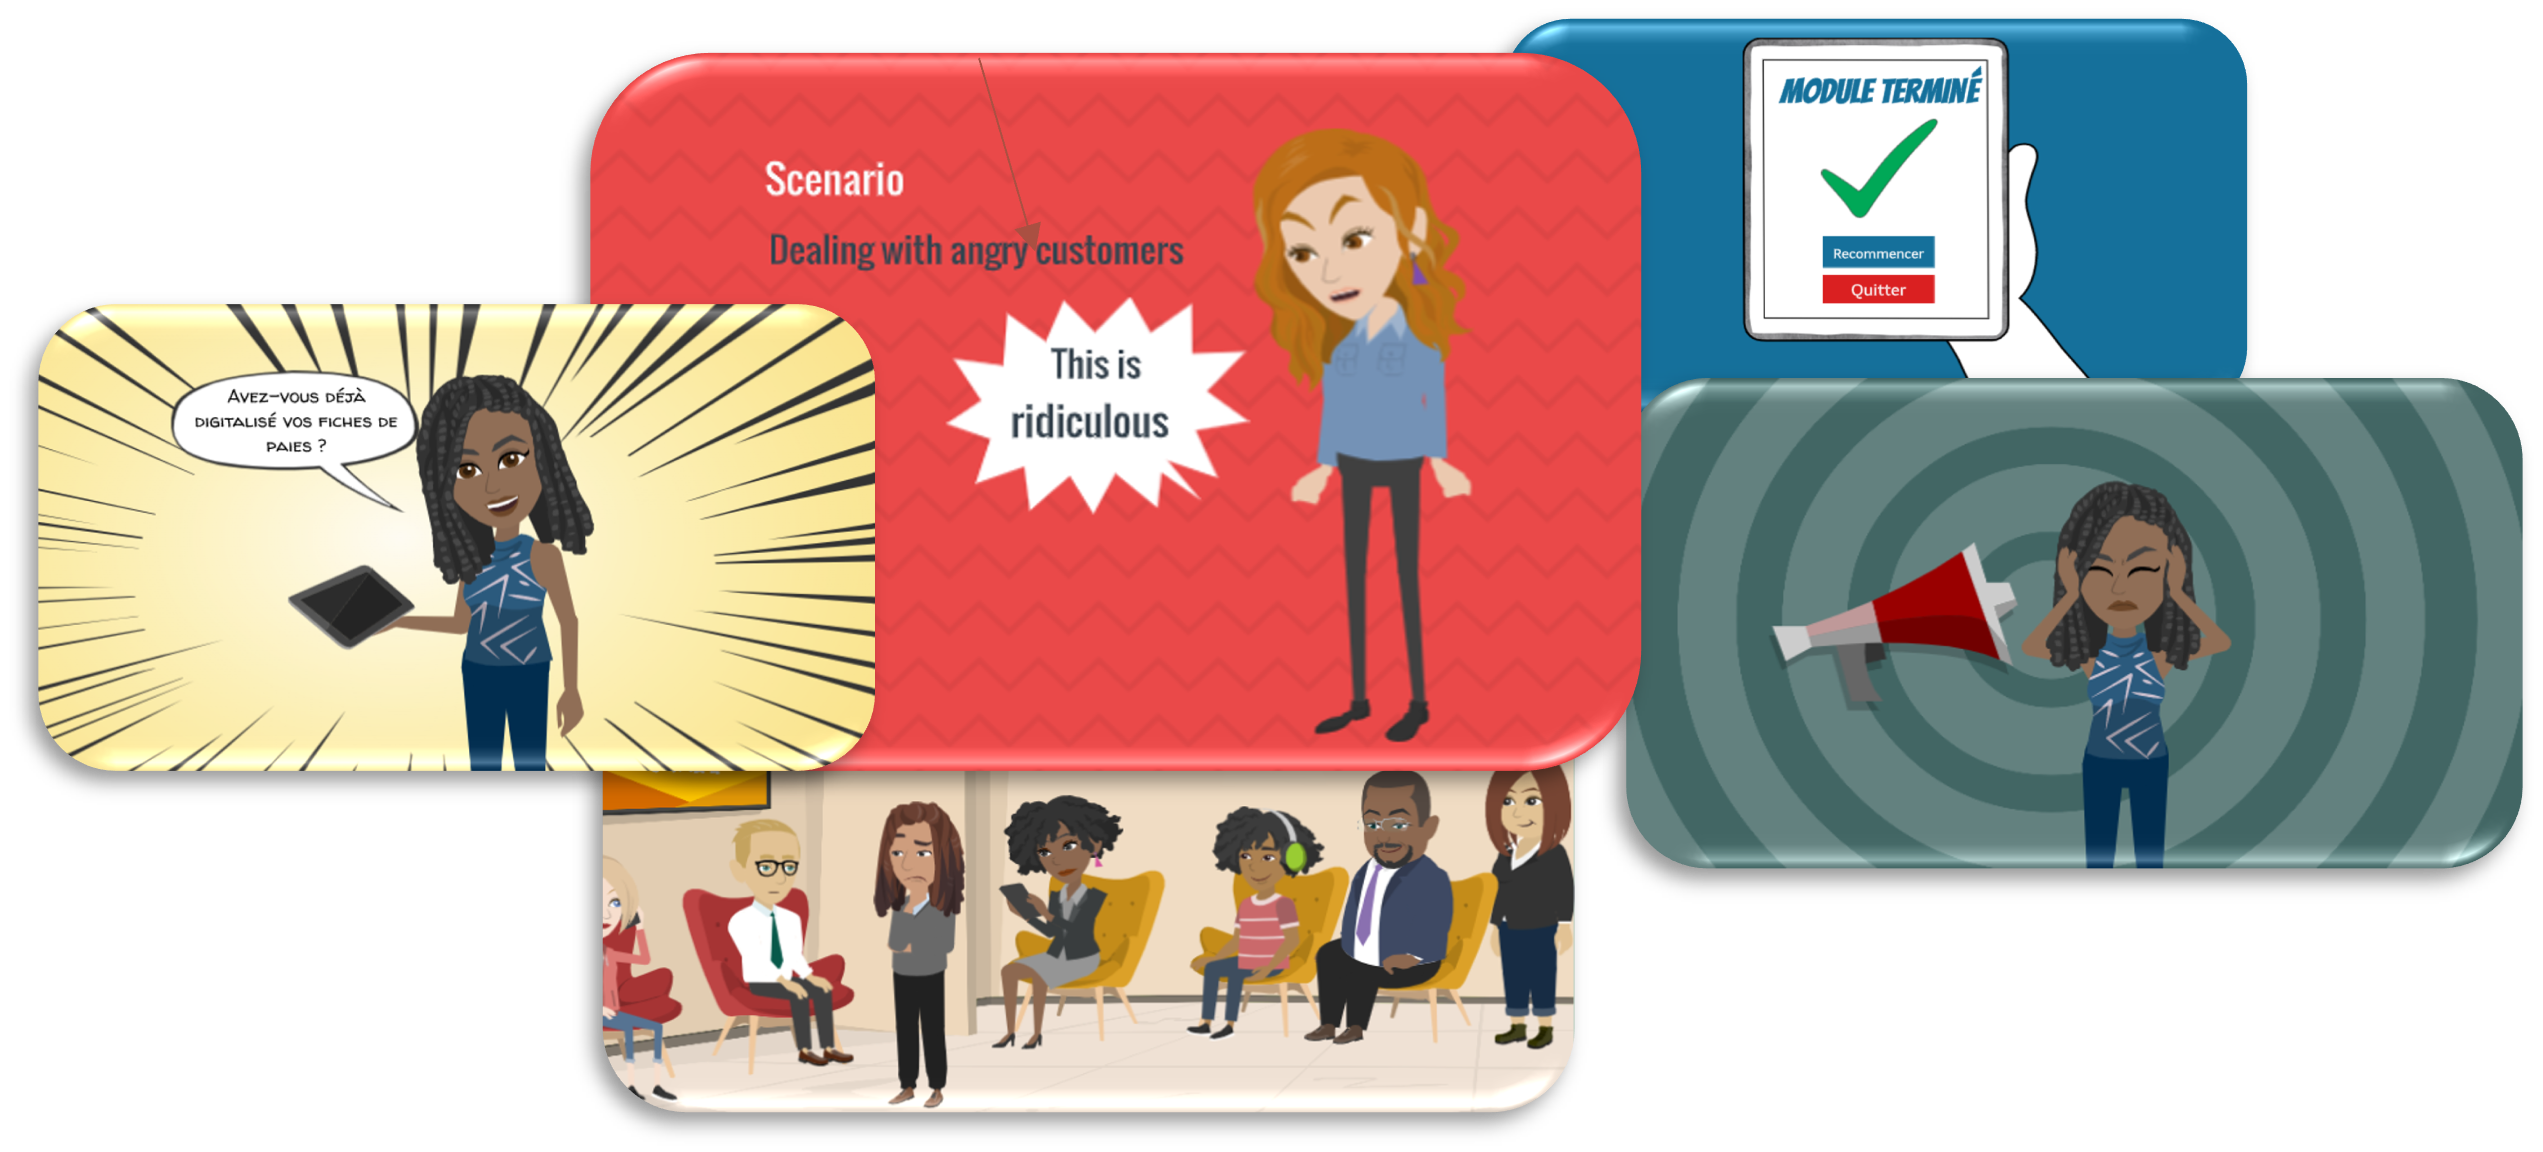 MODULE TERMINÉ
Recommencer
Quitter
Scenario
Dealing with angry customers
This is
ridiculous
AVEZ-VOUS DÉJÀ
DIGITALISÉ VOS FICHES DE
PAIES ?